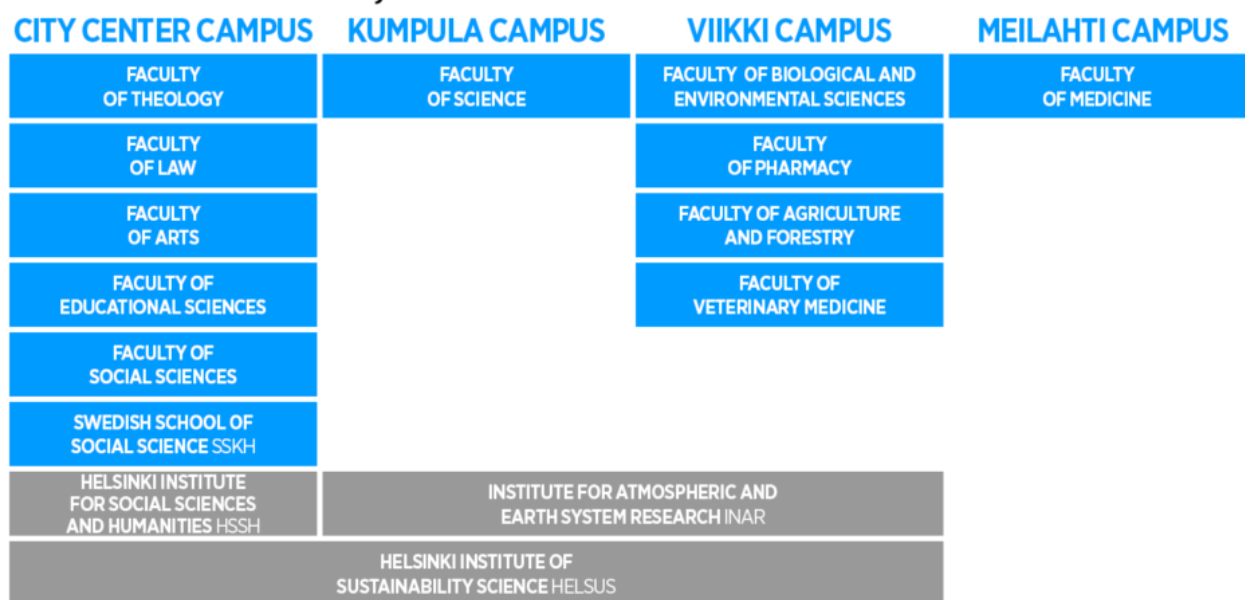 CITY CENTER CAMPUS
KUMPULA CAMPUS
VIIKKI CAMPUS
MEILAHTI CAMPUS
FACULTY
OF THEOLOGY
FACULTY
OF SCIENCE
FACULTY OF BIOLOGICAL AND
ENVIRONMENTAL SCIENCES
FACULTY
OF MEDICINE
FACULTY
OF LAW
FACULTY
OF PHARMACY
FACULTY
OF ARTS
FACULTY OF AGRICULTURE
AND FORESTRY
FACULTY OF
EDUCATIONAL SCIENCES
FACULTY OF
VETERINARY MEDICINE
FACULTY OF
SOCIAL SCIENCES
SWEDISH SCHOOL OF
SOCIAL SCIENCE SSKH
HELSINKI INSTITUTE
FOR SOCIAL SCIENCES
AND HUMANITIES HSSH
INSTITUTE FOR ATMOSPHERIC AND
EARTH SYSTEM RESEARCH INAR
HELSINKI INSTITUTE OF
SUSTAINABILITY SCIENCE HELSUS